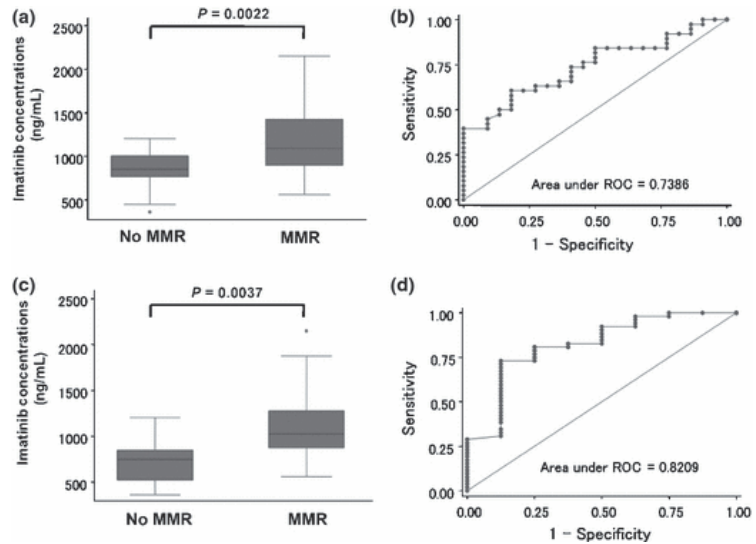 (a)
P = 0.0022
Imatinib concentrations
(ng/mL)
2500
2000
1500
1000
500
No MMR
MMR
(b)
Sensitivity
1.00
0.75
0.50
0.25
0.00
Area under ROC = 0.7386
0.00
0.25
0.50
0.75
1.00
1 − Specificity
(c)
P = 0.0037
Imatinib concentrations
(ng/mL)
2500
2000
1500
1000
500
No MMR
MMR
(d)
Sensitivity
1.00
0.75
0.50
0.25
0.00
Area under ROC = 0.8209
0.00
0.25
0.50
0.75
1.00
1 − Specificity